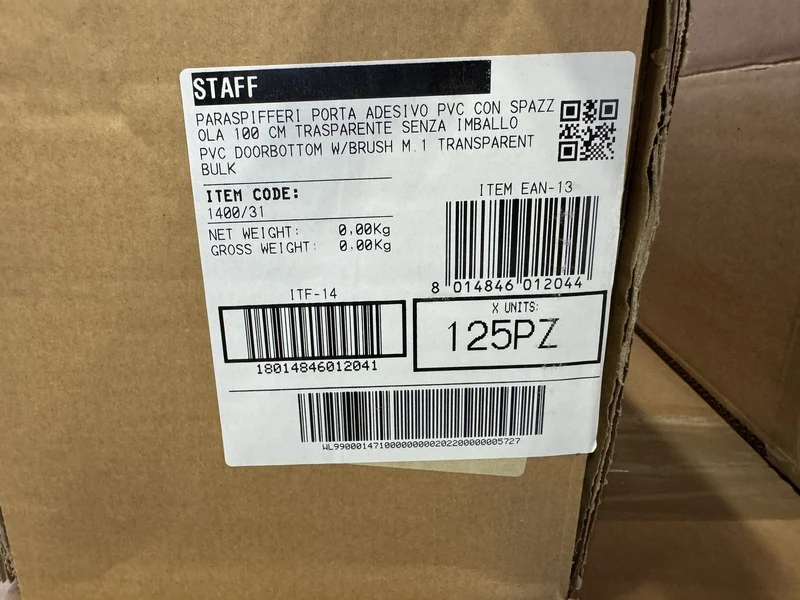 STAFF
PARASPIFFERI PORTA ADESIVO PVC CON SPAZZ
OLA 100 CM TRASPARENTE SENZA IMBALLO
PVC DOORBOTTOM W/BRUSH M.1 TRANSPARENT
BULK
ITEM CODE:
1400/31
NET WEIGHT: 0,00Kg
GROSS WEIGHT: 0,00Kg
ITEM EAN-13
8 014846 012044
ITF-14
18014846012041
X UNITS:
125PZ